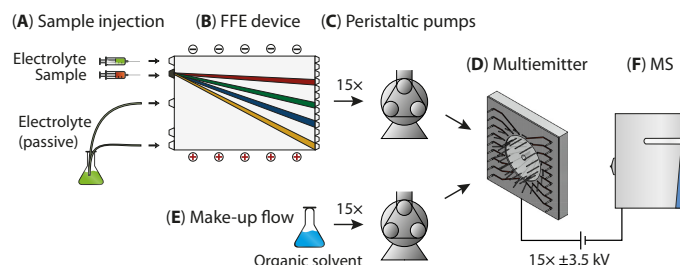 (A) Sample injection
(B) FFE device
(C) Peristaltic pumps
Electrolyte
Sample
Electrolyte
(passive)
15×
(D) Multiemitter
(F) MS
(E) Make-up flow
15×
Organic solvent
15× ±3.5 kV